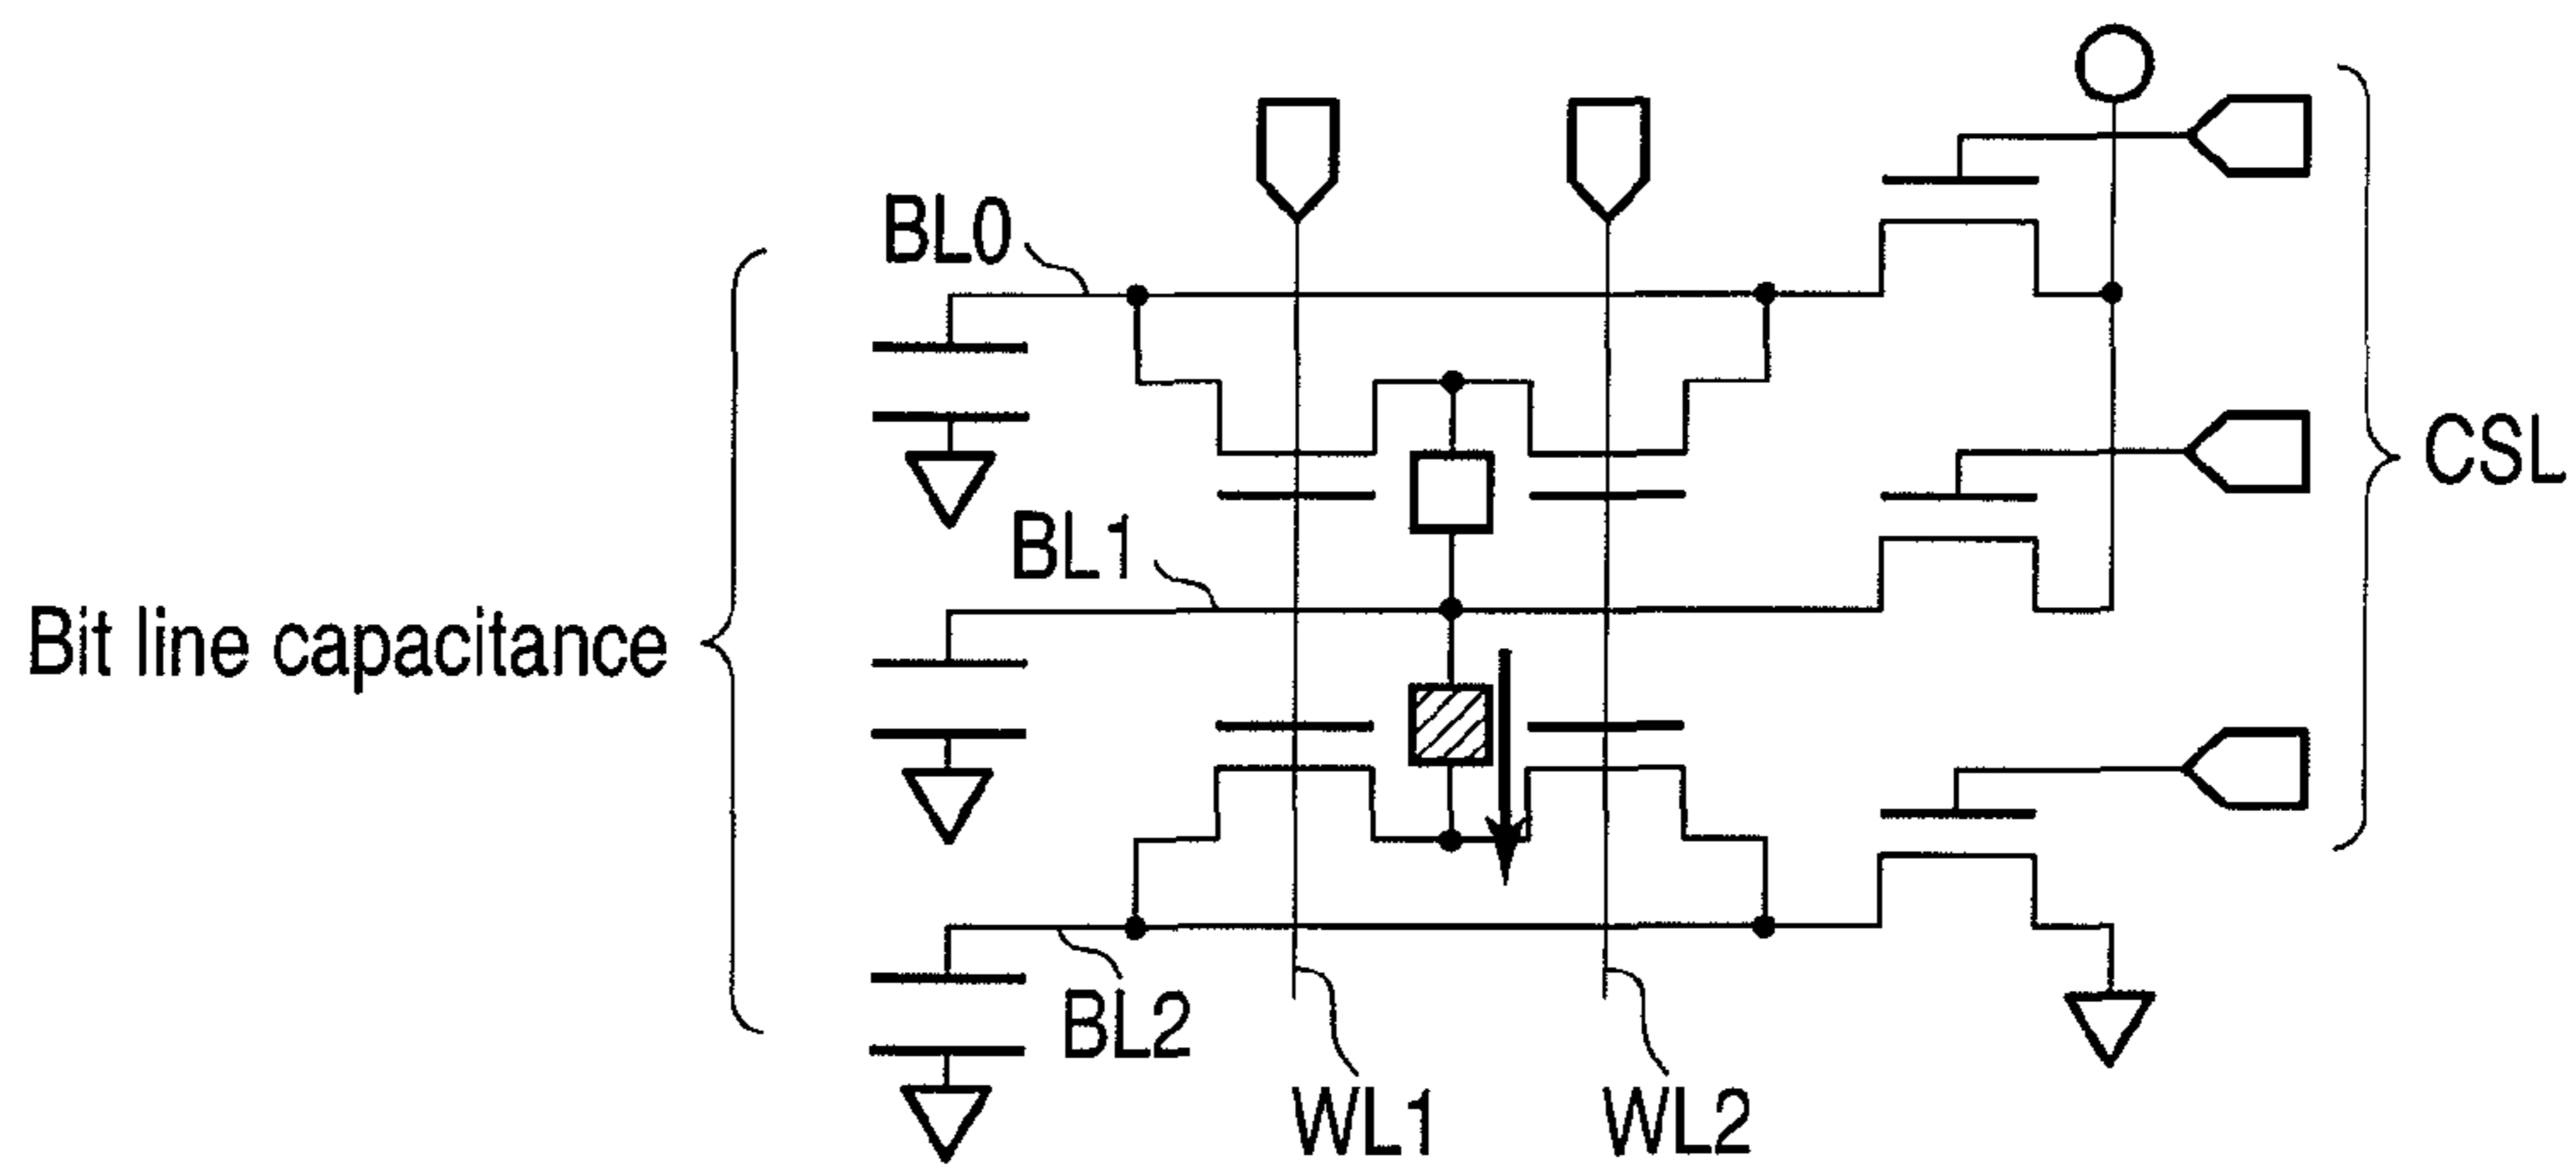 BL0
CSL
BL1
Bit line capacitance
BL2
WL1
WL2